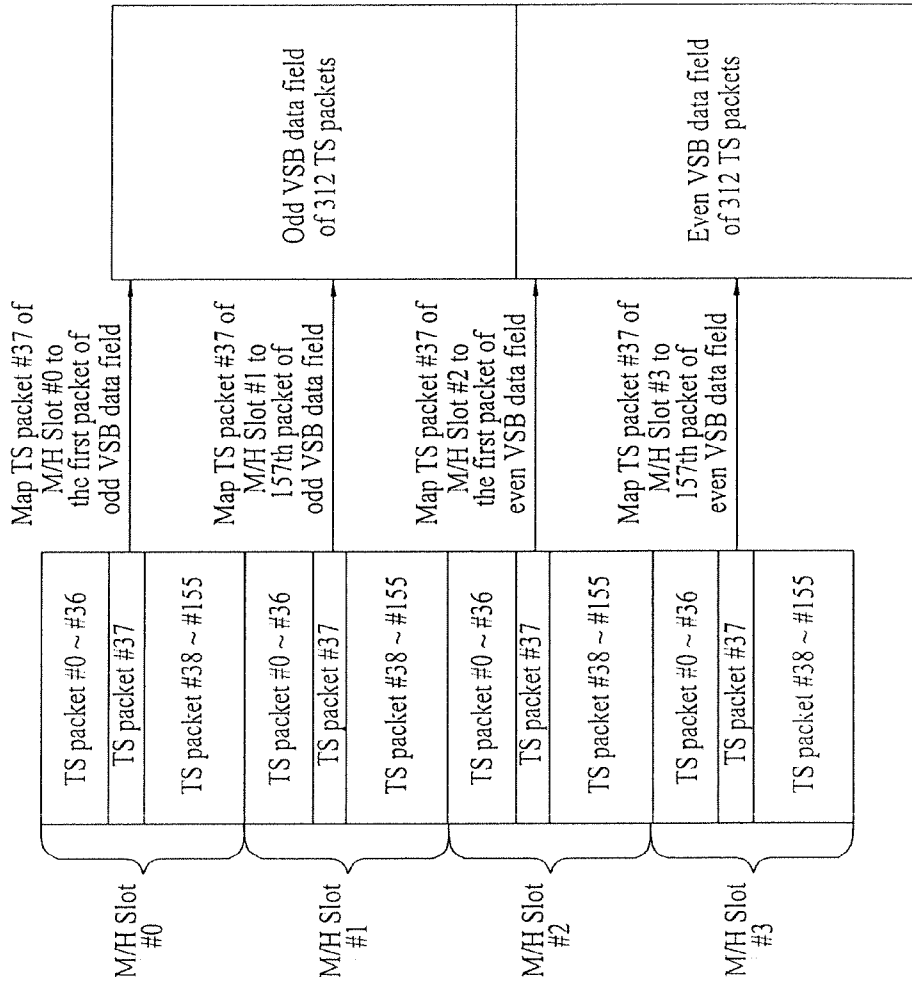 M/H Slot
#0
TS packet #0 ~ #36
TS packet #37
TS packet #38 ~ #155
M/H Slot
#1
TS packet #0 ~ #36
TS packet #37
TS packet #38 ~ #155
M/H Slot
#2
TS packet #0 ~ #36
TS packet #37
TS packet #38 ~ #155
M/H Slot
#3
TS packet #0 ~ #36
TS packet #37
TS packet #38 ~ #155
Map TS packet #37 of
M/H Slot #0 to
the first packet of
odd VSB data field
Map TS packet #37 of
M/H Slot #1 to
157th packet of
odd VSB data field
Map TS packet #37 of
M/H Slot #2 to
the first packet of
even VSB data field
Map TS packet #37 of
M/H Slot #3 to
157th packet of
even VSB data field
Odd VSB data field
of 312 TS packets
Even VSB data field
of 312 TS packets